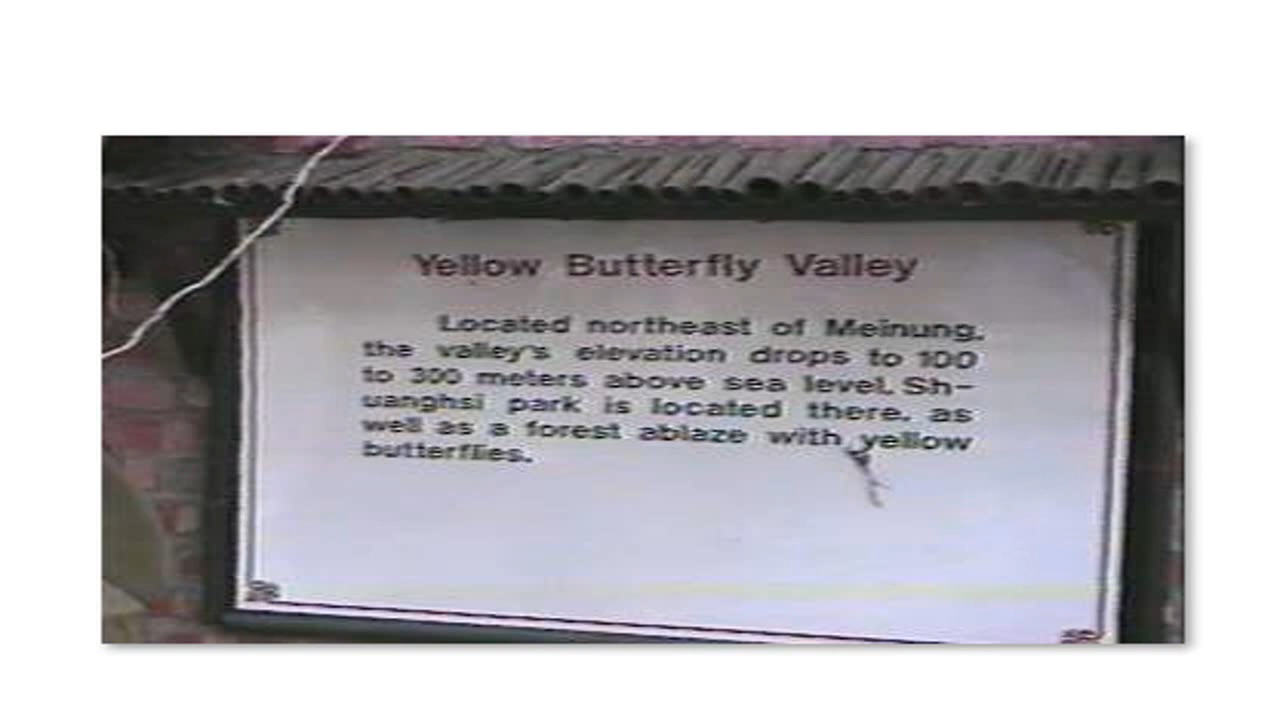 Yellow Butterfly Valley
Located northeast of Meinung,
the valley's elevation drops to 100
to 300 meters above sea level. Sh-
uanghsi park is located there, as
well as a forest ablaze with yellow
butterflies.